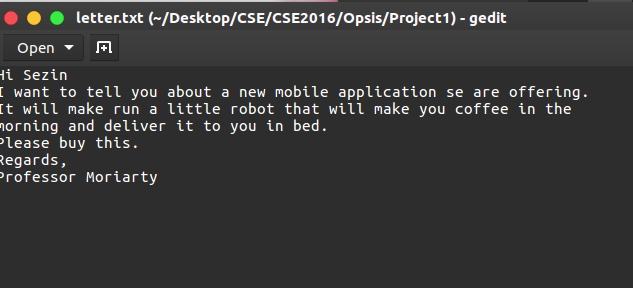 letter.txt (~/Desktop/CSE/CSE2016/Opsis/Project1) - gedit
Open
Hi Sezin
I want to tell you about a new mobile application se are offering.
It will make run a little robot that will make you coffee in the
morning and deliver it to you in bed.
Please buy this.
Regards,
Professor Moriarty